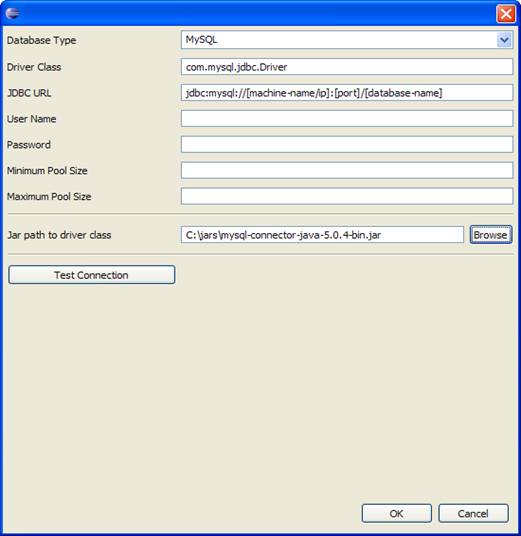 Database Type MySQL
Driver Class com.mysql.jdbc.Driver
JDBC URL jdbc:mysql://[machine-name/ip]:[port]/[database-name]
User Name
Password
Minimum Pool Size
Maximum Pool Size
Jar path to driver class C:\jars\mysql-connector-java-5.0.4-bin.jar Browse
Test Connection
OK Cancel